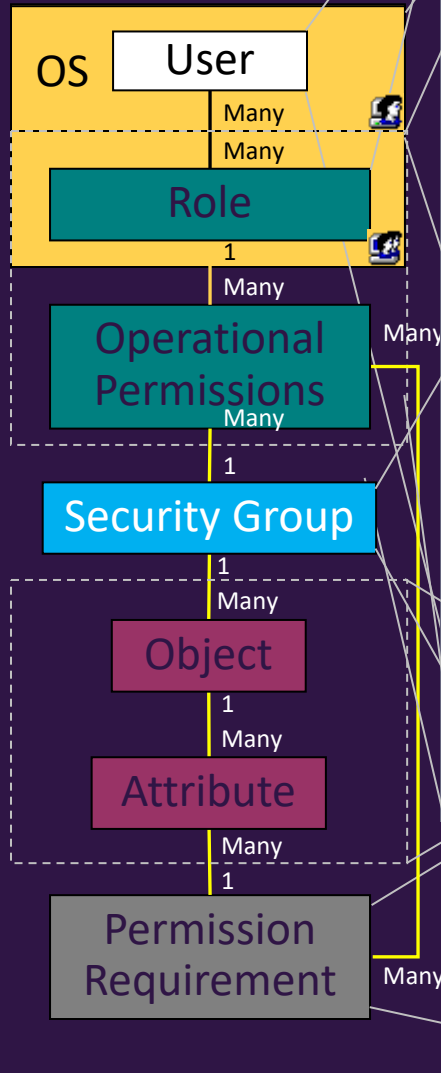 OS
User
Many
Many
Role
1
Many
Operational
Permissions
Many
Many
1
Security Group
1
Many
Object
1
Many
Attribute
Many
1
Permission
Requirement
Many